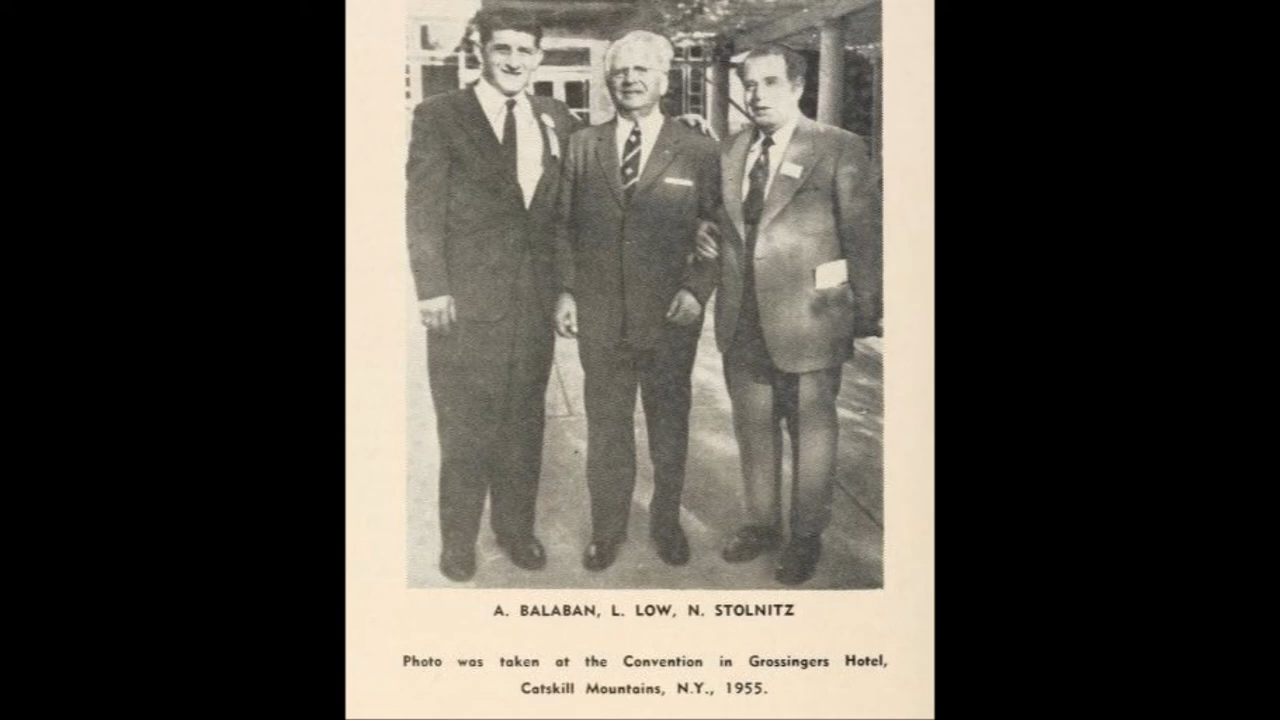 A. BALABAN, L. LOW, N. STOLNITZ
Photo was taken at the Convention in Grossingers Hotel,
Catskill Mountains, N.Y., 1955.